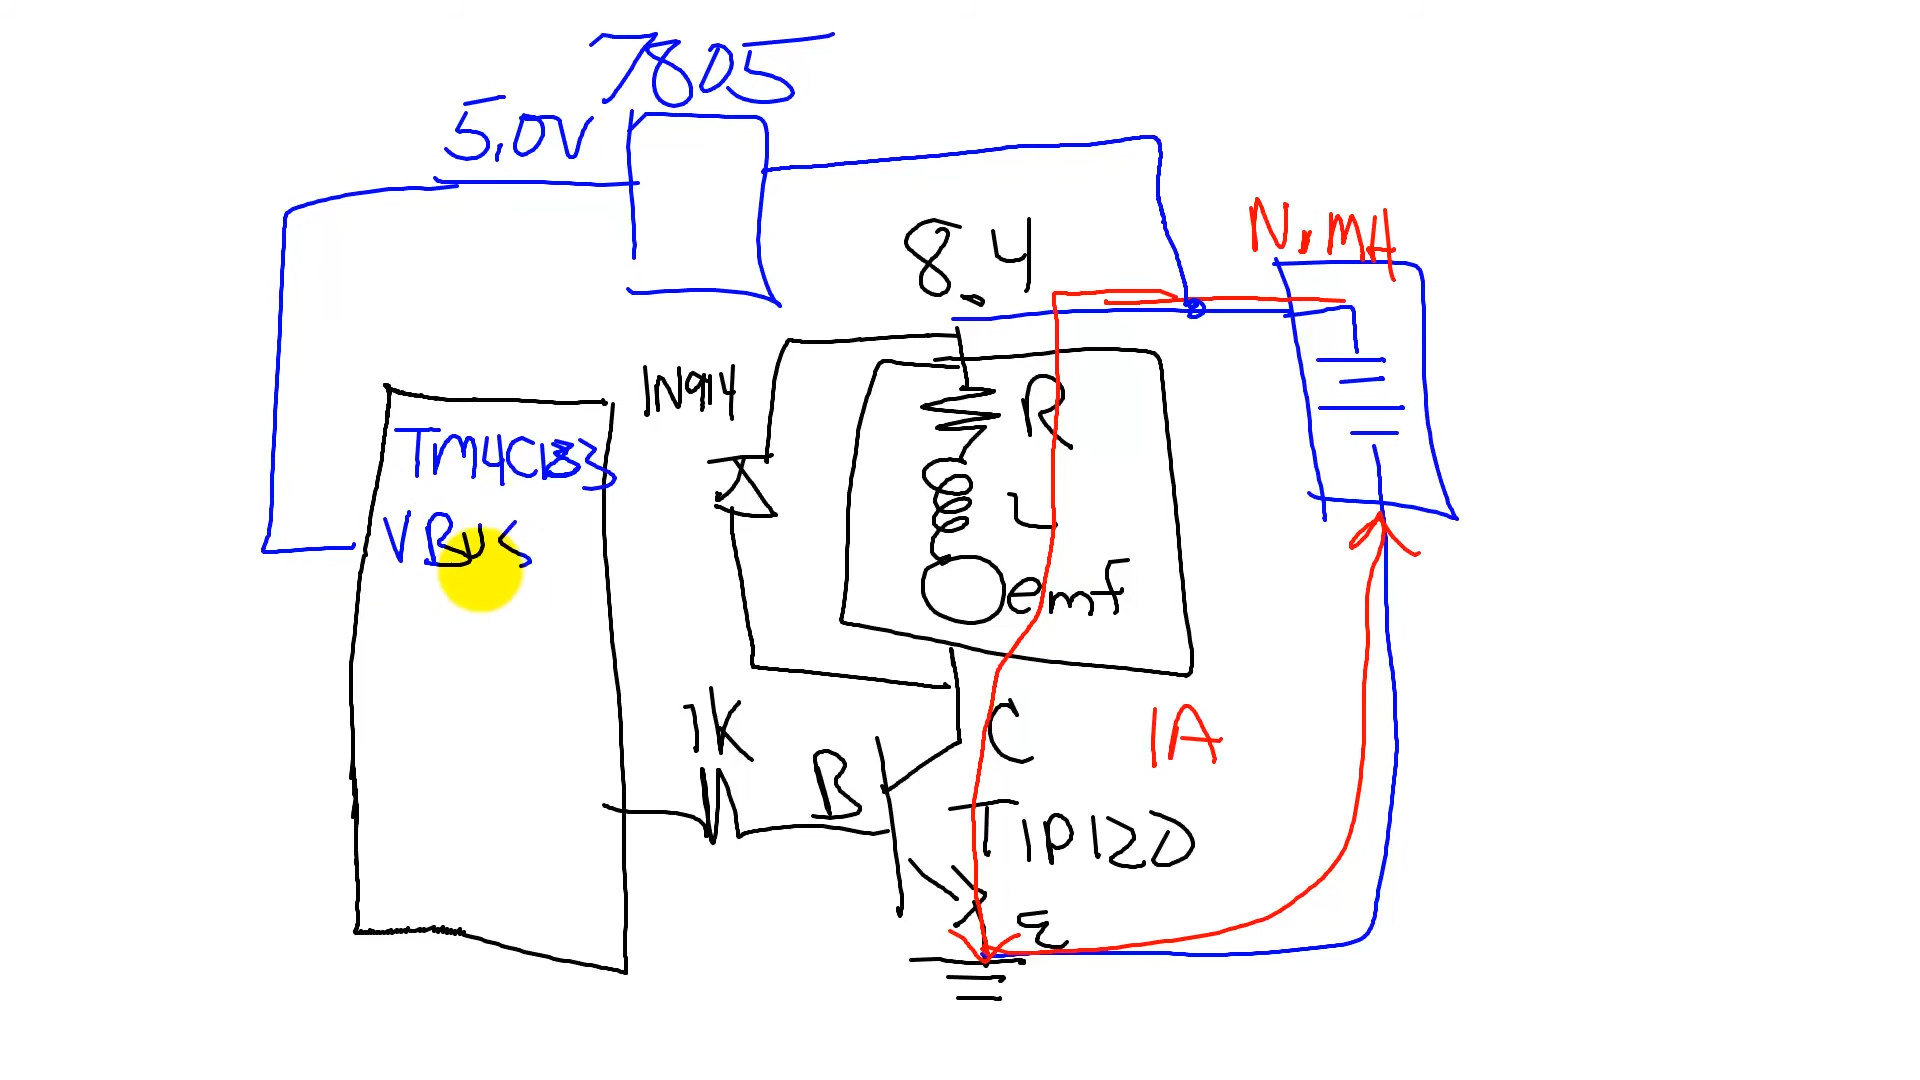 7805
5.0V
8.4
NiMH
1N914
R
TM4C123
L
VBUS
emf
1K
C
1A
B
TIP120
E